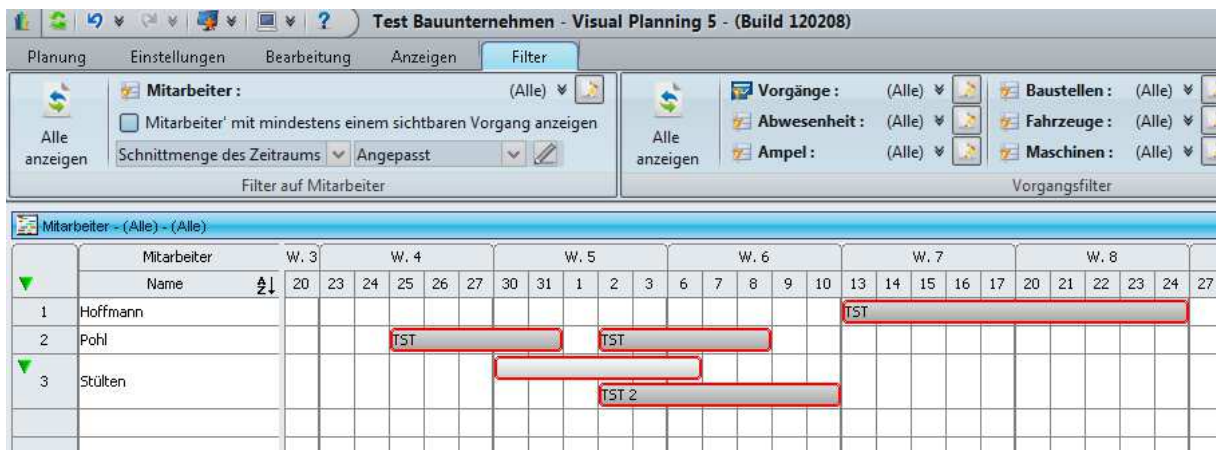 ? Test Bauunternehmen - Visual Planning 5 - (Build 120208)
Planung Einstellungen Bearbeitung Anzeigen Filter
Alle anzeigen
Mitarbeiter : (Alle)
Mitarbeiter' mit mindestens einem sichtbaren Vorgang anzeigen
Schnittmenge des Zeitraums Angepasst
Filter auf Mitarbeiter
Alle anzeigen
Vorgänge : (Alle) Baustellen : (Alle)
Abwesenheit : (Alle) Fahrzeuge : (Alle)
Ampel : (Alle) Maschinen : (Alle)
Vorgangsfilter
Mitarbeiter - (Alle) - (Alle)
Mitarbeiter W. 3 W. 4 W. 5 W. 6 W. 7 W. 8
Name 20 23 24 25 26 27 30 31 1 2 3 6 7 8 9 10 13 14 15 16 17 20 21 22 23 24 27
1 Hoffmann TST
2 Pohl TST TST
3 Stülten TST 2